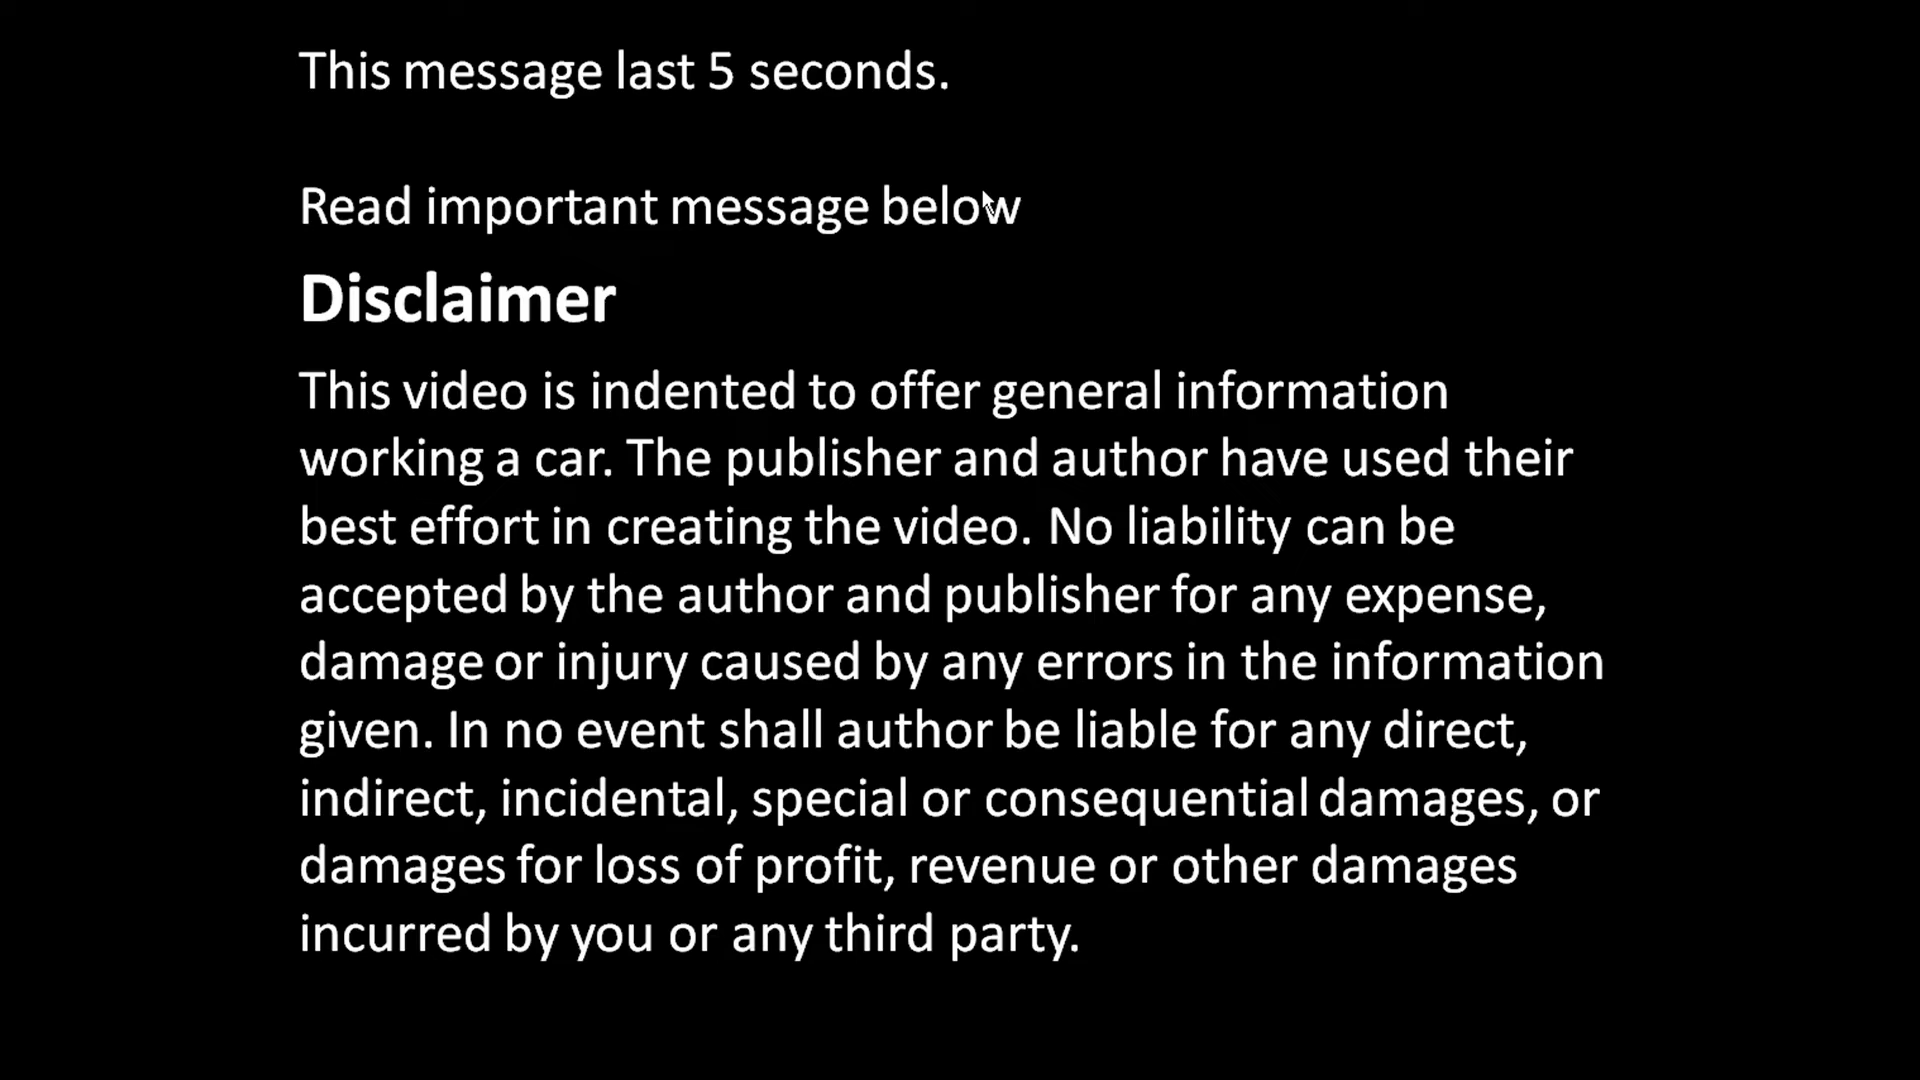 This message last 5 seconds.
Read important message below
Disclaimer
This video is indented to offer general information
working a car. The publisher and author have used their
best effort in creating the video. No liability can be
accepted by the author and publisher for any expense,
damage or injury caused by any errors in the information
given. In no event shall author be liable for any direct,
indirect, incidental, special or consequential damages, or
damages for loss of profit, revenue or other damages
incurred by you or any third party.